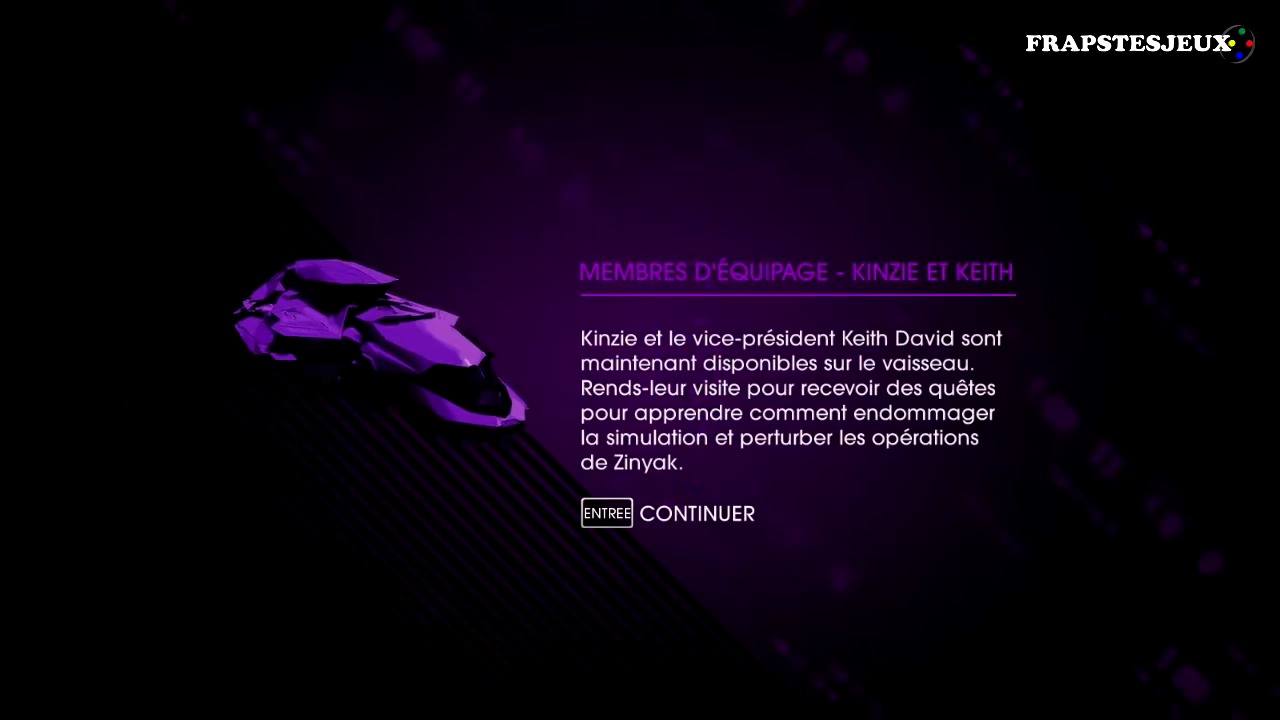 FRAPSTESJEUX
MEMBRES D'ÉQUIPAGE - KINZIE ET KEITH
Kinzie et le vice-président Keith David sont
maintenant disponibles sur le vaisseau.
Rends-leur visite pour recevoir des quêtes
pour apprendre comment endommager
la simulation et perturber les opérations
de Zinyak.
ENTREE CONTINUER